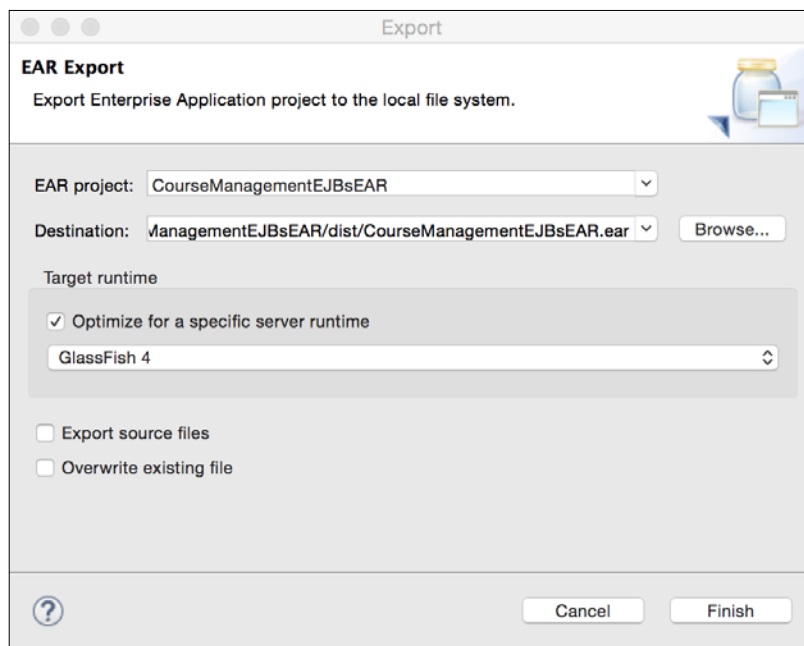 Export
EAR Export
Export Enterprise Application project to the local file system.
EAR project: CourseManagementEJBsEAR
Destination: ManagementEJBsEAR/dist/CourseManagementEJBsEAR.ear Browse...
Target runtime
Optimize for a specific server runtime
GlassFish 4
Export source files
Overwrite existing file
? Cancel Finish